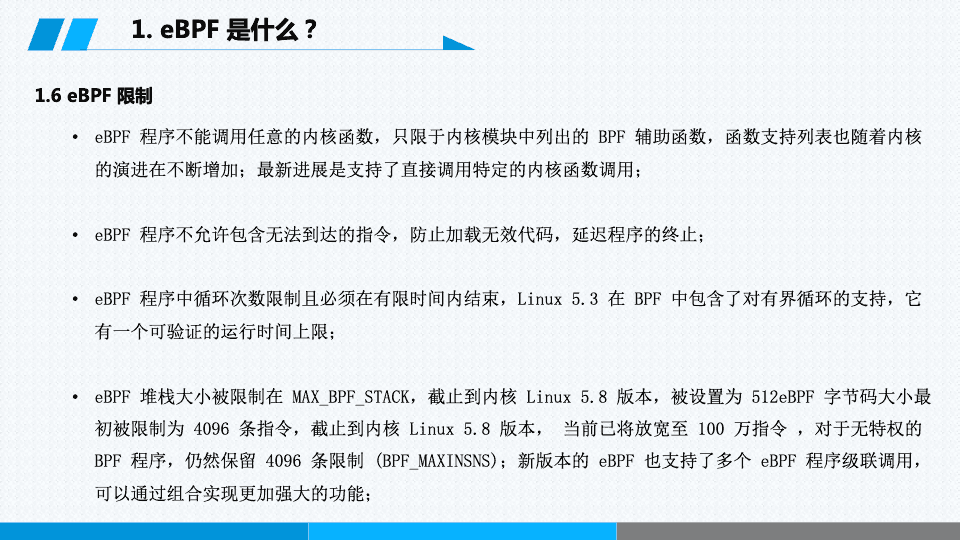 1. eBPF 是什么？
1.6 eBPF 限制
• eBPF 程序不能调用任意的内核函数，只限于内核模块中列出的 BPF 辅助函数，函数支持列表也随着内核
的演进在不断增加；最新进展是支持了直接调用特定的内核函数调用；
• eBPF 程序不允许包含无法到达的指令，防止加载无效代码，延迟程序的终止；
• eBPF 程序中循环次数限制且必须在有限时间内结束，Linux 5.3 在 BPF 中包含了对有界循环的支持，它
有一个可验证的运行时间上限；
• eBPF 堆栈大小被限制在 MAX_BPF_STACK，截止到内核 Linux 5.8 版本，被设置为 512eBPF 字节码大小最
初被限制为 4096 条指令，截止到内核 Linux 5.8 版本， 当前已将放宽至 100 万指令 ，对于无特权的
BPF 程序，仍然保留 4096 条限制 (BPF_MAXINSNS)；新版本的 eBPF 也支持了多个 eBPF 程序级联调用，
可以通过组合实现更加强大的功能；